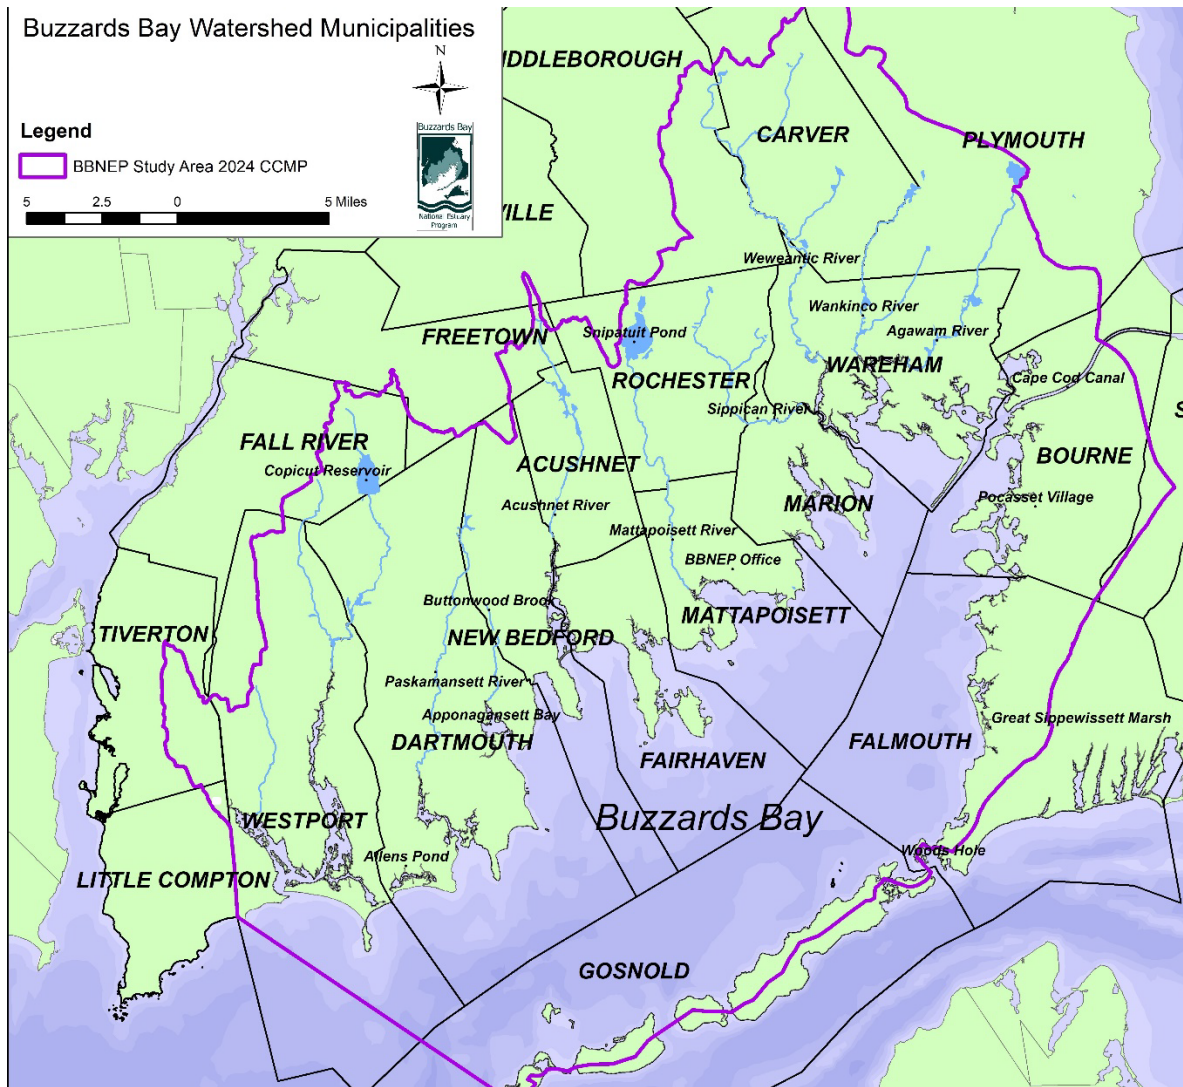 Buzzards Bay Watershed Municipalities
N
Legend
BBNEP Study Area 2024 CCMP
5 2.5 0 5 Miles
Buzzards Bay
National Estuary
Program
IDDLEBOROUGH
CARVER
PLYMOUTH
VILLE
Weweantic River
Wankinco River
Agawam River
FREETOWN
Snipatuit Pond
ROCHESTER
WAREHAM
Cape Cod Canal
Sippican River
S
FALL RIVER
Copicut Reservoir
ACUSHNET
BOURNE
Acushnet River
MARION
Pocasset Village
Mattapoisett River
BBNEP Office
Buttonwood Brook
MATTAPOISETT
TIVERTON
NEW BEDFORD
Paskamansett River
Apponagansett Bay
Great Sippewissett Marsh
DARTMOUTH
FALMOUTH
FAIRHAVEN
Buzzards Bay
WESTPORT
Allens Pond
Woods Hole
LITTLE COMPTON
GOSNOLD